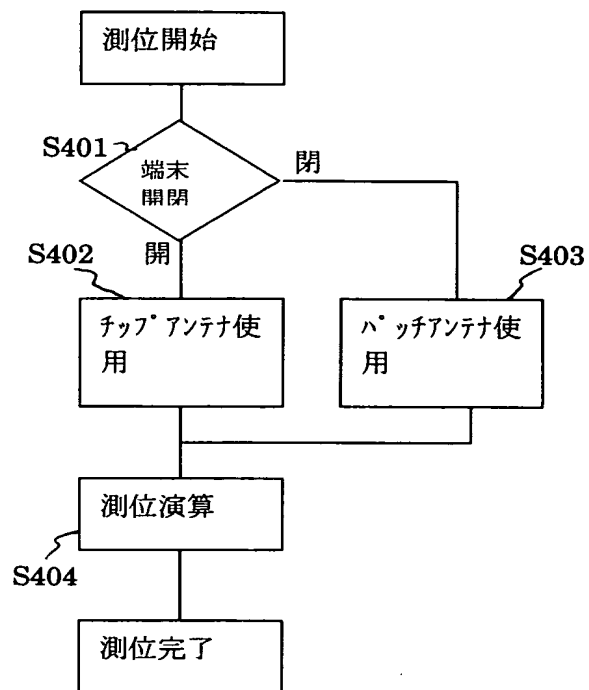 測位開始
S401
端末
開閉
閉
開
S402
S403
ﾁｯﾌﾟｱﾝﾃﾅ使
用
ﾊﾟｯﾁｱﾝﾃﾅ使
用
測位演算
S404
測位完了